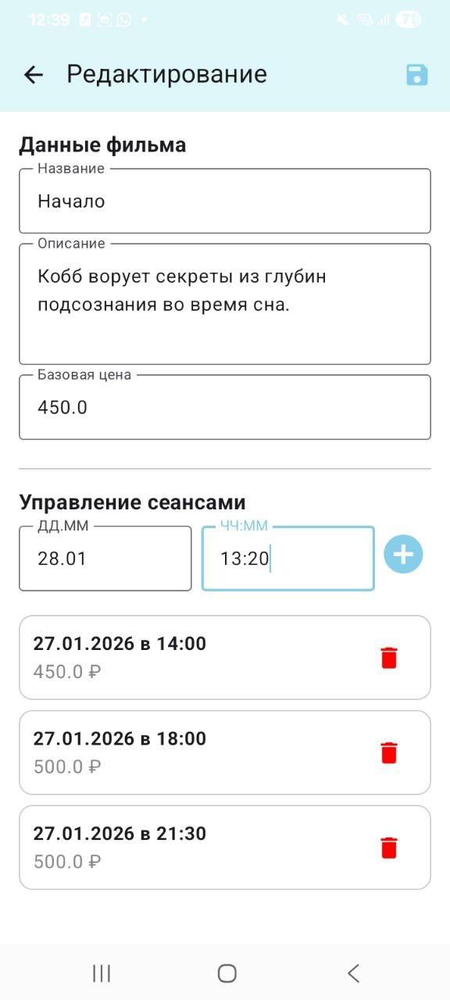 12:39
71
Редактирование
Данные фильма
Название
Начало
Описание
Кобб ворует секреты из глубин
подсознания во время сна.
Базовая цена
450.0
Управление сеансами
ДД.ММ
28.01
ЧЧ:ММ
13:20
27.01.2026 в 14:00
450.0 ₽
27.01.2026 в 18:00
500.0 ₽
27.01.2026 в 21:30
500.0 ₽